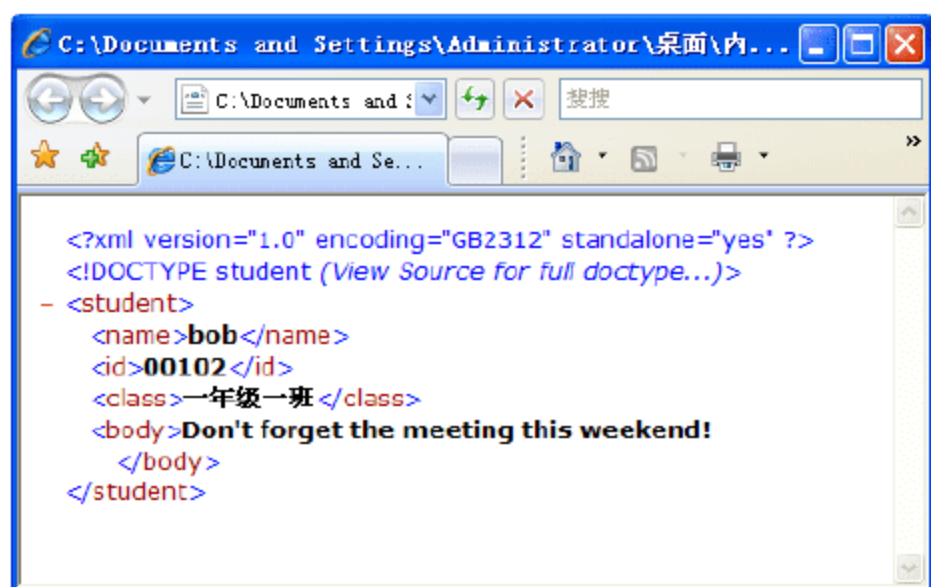 C:\Documents and Settings\Administrator\桌面\内...
C:\Documents and S
搜搜
C:\Documents and Se...
»
<?xml version="1.0" encoding="GB2312" standalone="yes" ?>
<!DOCTYPE student (View Source for full doctype...)>
- <student>
<name>bob</name>
<id>00102</id>
<class>一年级一班</class>
<body>Don't forget the meeting this weekend!
</body>
</student>